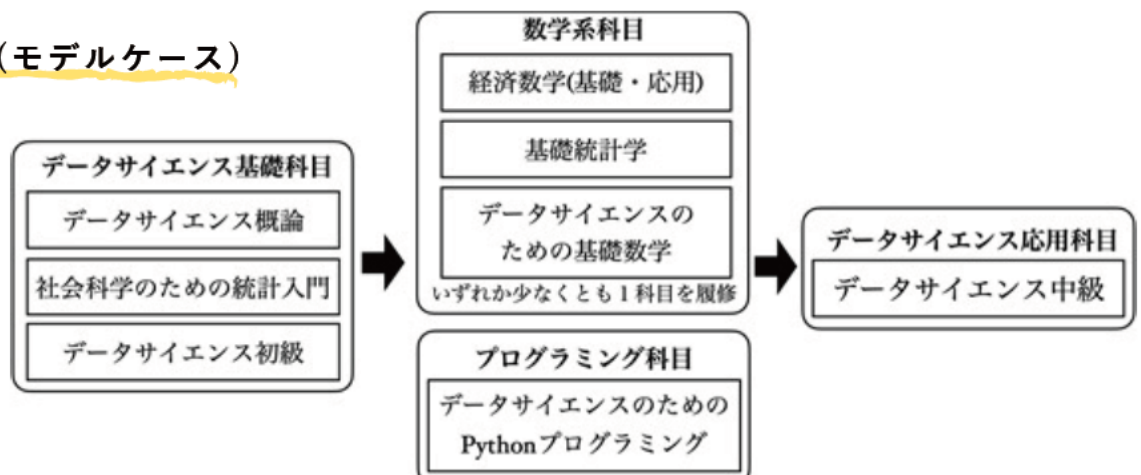 (モデルケース)
データサイエンス基礎科目
データサイエンス概論
社会科学のための統計入門
データサイエンス初級
数学系科目
経済数学(基礎・応用)
基礎統計学
データサイエンスの
ための基礎数学
いずれか少なくとも1科目を履修
プログラミング科目
データサイエンスのための
Pythonプログラミング
データサイエンス応用科目
データサイエンス中級